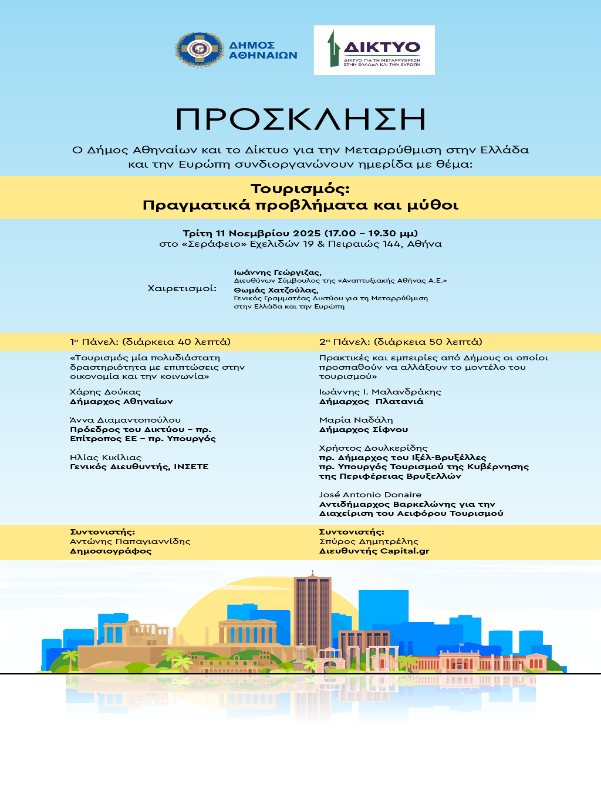 ΔΗΜΟΣ
ΑΘΗΝΑΙΩΝ
ΔΙΚΤΥΟ
ΔΙΚΤΥΟ ΓΙΑ ΤΗ ΜΕΤΑΡΡΥΘΜΙΣΗ
ΣΤΗΝ ΕΛΛΑΔΑ ΚΑΙ ΤΗΝ ΕΥΡΩΠΗ
ΠΡΟΣΚΛΗΣΗ
Ο Δήμος Αθηναίων και το Δίκτυο για την Μεταρρύθμιση στην Ελλάδα
και την Ευρώπη συνδιοργανώνουν ημερίδα με θέμα:
Τουρισμός:
Πραγματικά προβλήματα και μύθοι
Τρίτη 11 Νοεμβρίου 2025 (17.00 – 19.30 μμ)
στο «Σεράφειο» Εχελιδών 19 & Πειραιώς 144, Αθήνα
Χαιρετισμοί:
Ιωάννης Γεώργιζας,
Διευθύνων Σύμβουλος της «Αναπτυξιακής Αθήνας Α.Ε.»
Θωμάς Χατζούλας,
Γενικός Γραμματέας Δικτύου για τη Μεταρρύθμιση
στην Ελλάδα και την Ευρώπη
1ο Πάνελ: (διάρκεια 40 λεπτά)
«Τουρισμός μία πολυδιάστατη
δραστηριότητα με επιπτώσεις στην
οικονομία και την κοινωνία»
Χάρης Δούκας
Δήμαρχος Αθηναίων
Άννα Διαμαντοπούλου
Πρόεδρος του Δικτύου – πρ.
Επίτροπος ΕΕ – πρ. Υπουργός
Ηλίας Κικίλιας
Γενικός Διευθυντής, ΙΝΣΕΤΕ
Συντονιστής:
Αντώνης Παπαγιαννίδης
Δημοσιογράφος
2ο Πάνελ: (διάρκεια 50 λεπτά)
Πρακτικές και εμπειρίες από Δήμους οι οποίοι
προσπαθούν να αλλάξουν το μοντέλο του
τουρισμού»
Ιωάννης Ι. Μαλανδράκης
Δήμαρχος Πλατανιά
Μαρία Ναδάλη
Δήμαρχος Σίφνου
Χρήστος Δουλκερίδης
πρ. Δήμαρχος του Ιξέλ-Βρυξέλλες
πρ. Υπουργός Τουρισμού της Κυβέρνησης
της Περιφέρειας Βρυξελλών
José Antonio Donaire
Αντιδήμαρχος Βαρκελώνης για την
Διαχείριση του Αειφόρου Τουρισμού
Συντονιστής:
Σπύρος Δημητρέλης
Διευθυντής Capital.gr